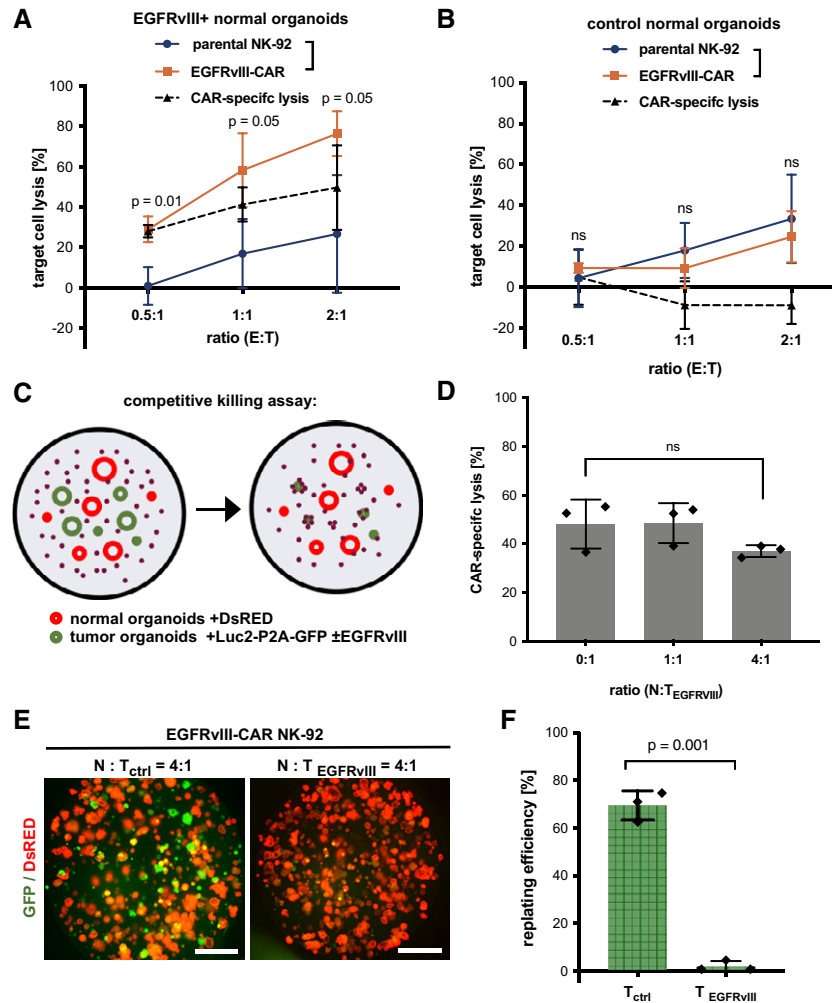 A
EGFRvIII+ normal organoids
parental NK-92
EGFRvIII-CAR
CAR-specifc lysis
100
80
60
40
20
0
-20
target cell lysis [%]
p = 0.01
p = 0.05
p = 0.05
0.5:1
1:1
2:1
ratio (E:T)
B
control normal organoids
parental NK-92
EGFRvIII-CAR
CAR-specifc lysis
100
80
60
40
20
0
-20
target cell lysis [%]
ns
ns
ns
0.5:1
1:1
2:1
ratio (E:T)
C
competitive killing assay:
normal organoids +DsRED
tumor organoids +Luc2-P2A-GFP ±EGFRvIII
D
100
80
60
40
20
0
CAR-specifc lysis [%]
ns
0:1
1:1
4:1
ratio (N:TEGFRVIII)
E
EGFRvIII-CAR NK-92
N : Tctrl = 4:1
N : T EGFRvIII = 4:1
GFP / DsRED
F
100
80
60
40
20
0
replating efficiency [%]
p = 0.001
Tctrl
T EGFRvIII